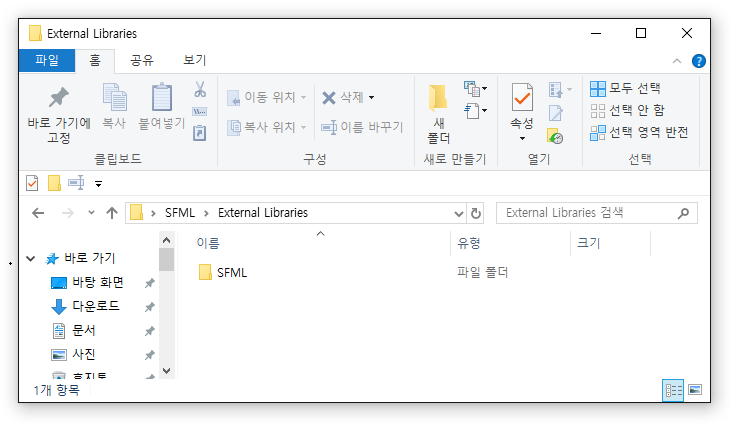 External Libraries
파일 홈 공유 보기
바로 가기에 고정
복사
붙여넣기
클립보드
이동 위치
복사 위치
삭제
이름 바꾸기
구성
새 폴더
새로 만들기
속성
열기
모두 선택
선택 안 함
선택 영역 반전
선택
SFML External Libraries
External Libraries 검색
이름 유형 크기
바로 가기
바탕 화면
다운로드
문서
사진
휴지통
SFML 파일 폴더
1개 항목